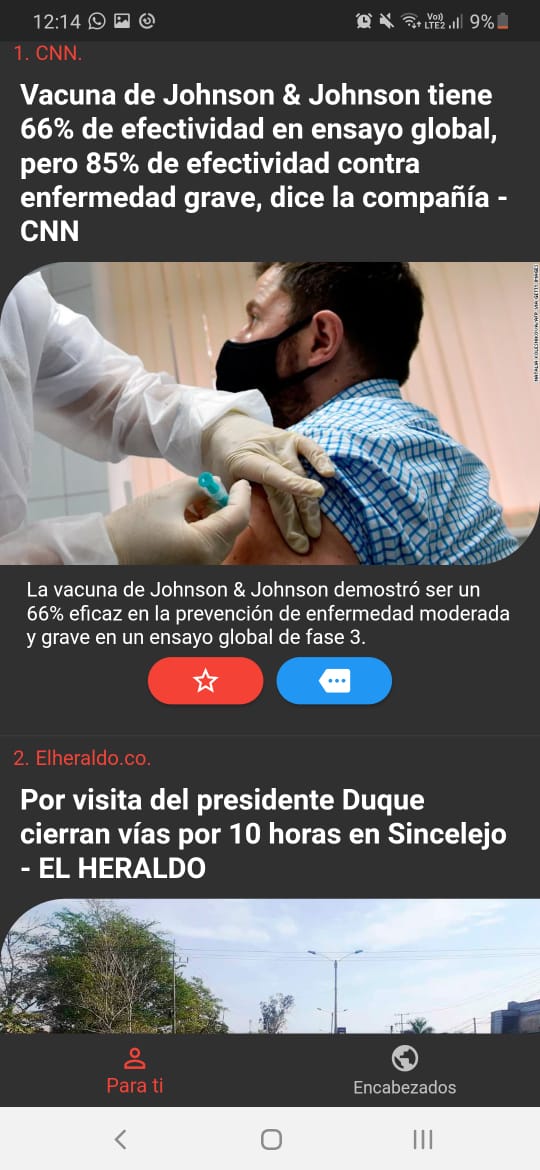 12:14
Vo))
LTE2
9%
1. CNN.
Vacuna de Johnson & Johnson tiene
66% de efectividad en ensayo global,
pero 85% de efectividad contra
enfermedad grave, dice la compañía -
CNN
NATALIA KOLESNIKOVA/AFP VIA GETTY IMAGES
La vacuna de Johnson & Johnson demostró ser un
66% eficaz en la prevención de enfermedad moderada
y grave en un ensayo global de fase 3.
2. Elheraldo.co.
Por visita del presidente Duque
cierran vías por 10 horas en Sincelejo
- EL HERALDO
Para ti
Encabezados